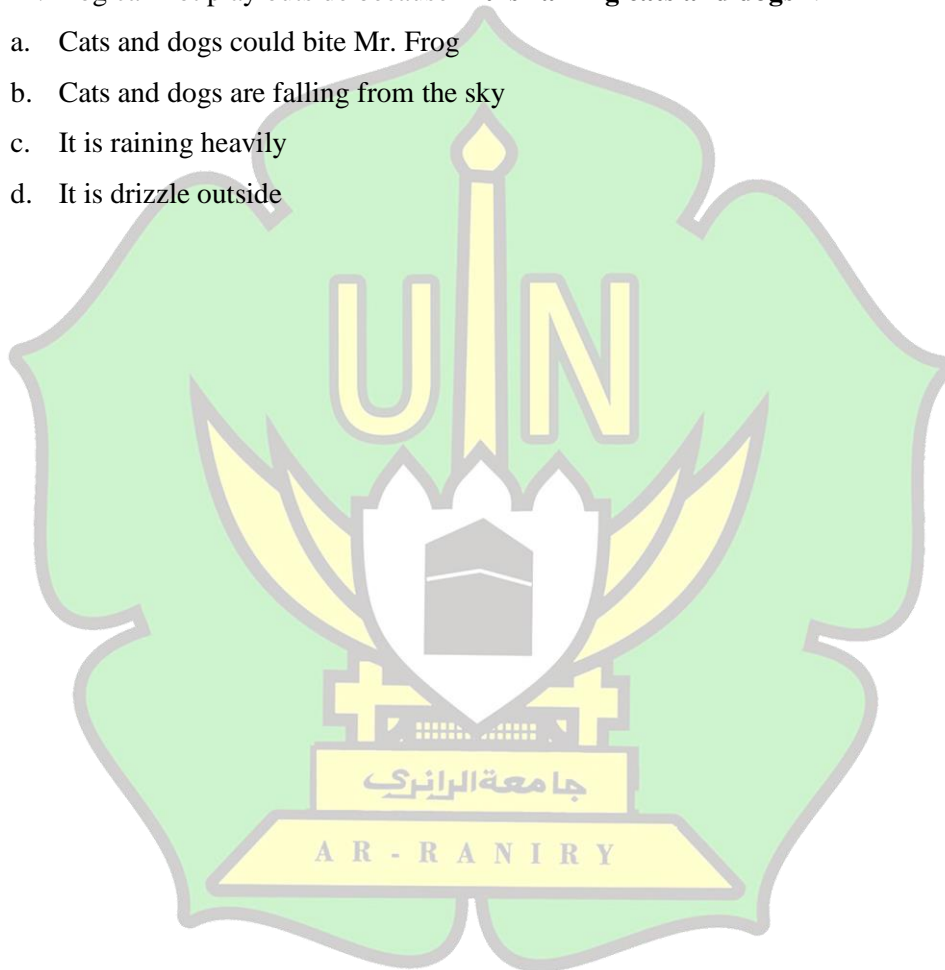 a. Cats and dogs could bite Mr. Frog
b. Cats and dogs are falling from the sky
c. It is raining heavily
d. It is drizzle outside
UIN
جامعة الرانري
AR-RANIRY